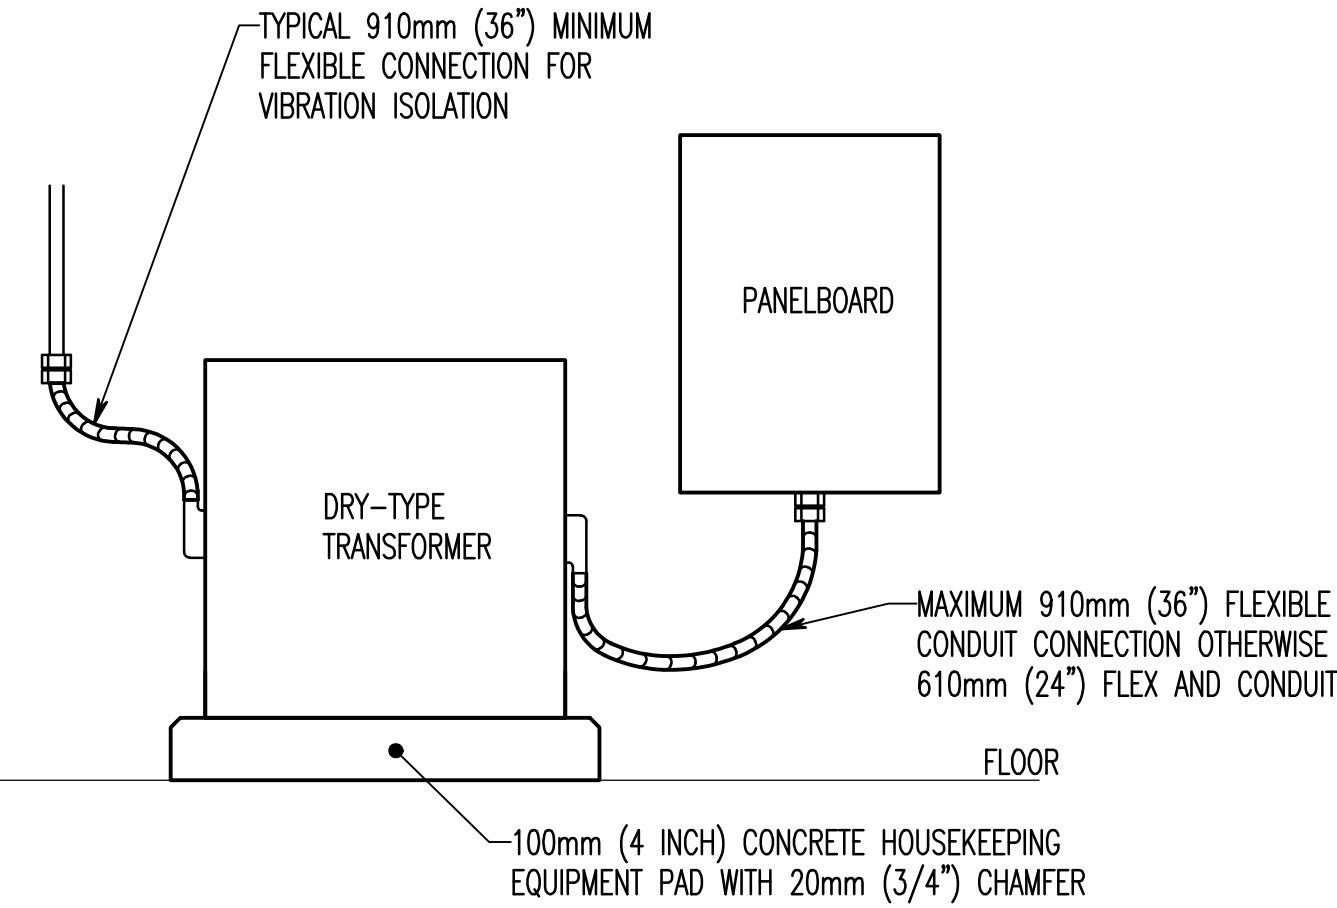 TYPICAL 910mm (36") MINIMUM
FLEXIBLE CONNECTION FOR
VIBRATION ISOLATION
PANELBOARD
DRY-TYPE
TRANSFORMER
MAXIMUM 910mm (36") FLEXIBLE
CONDUIT CONNECTION OTHERWISE
610mm (24") FLEX AND CONDUIT
FLOOR
100mm (4 INCH) CONCRETE HOUSEKEEPING
EQUIPMENT PAD WITH 20mm (3/4") CHAMFER